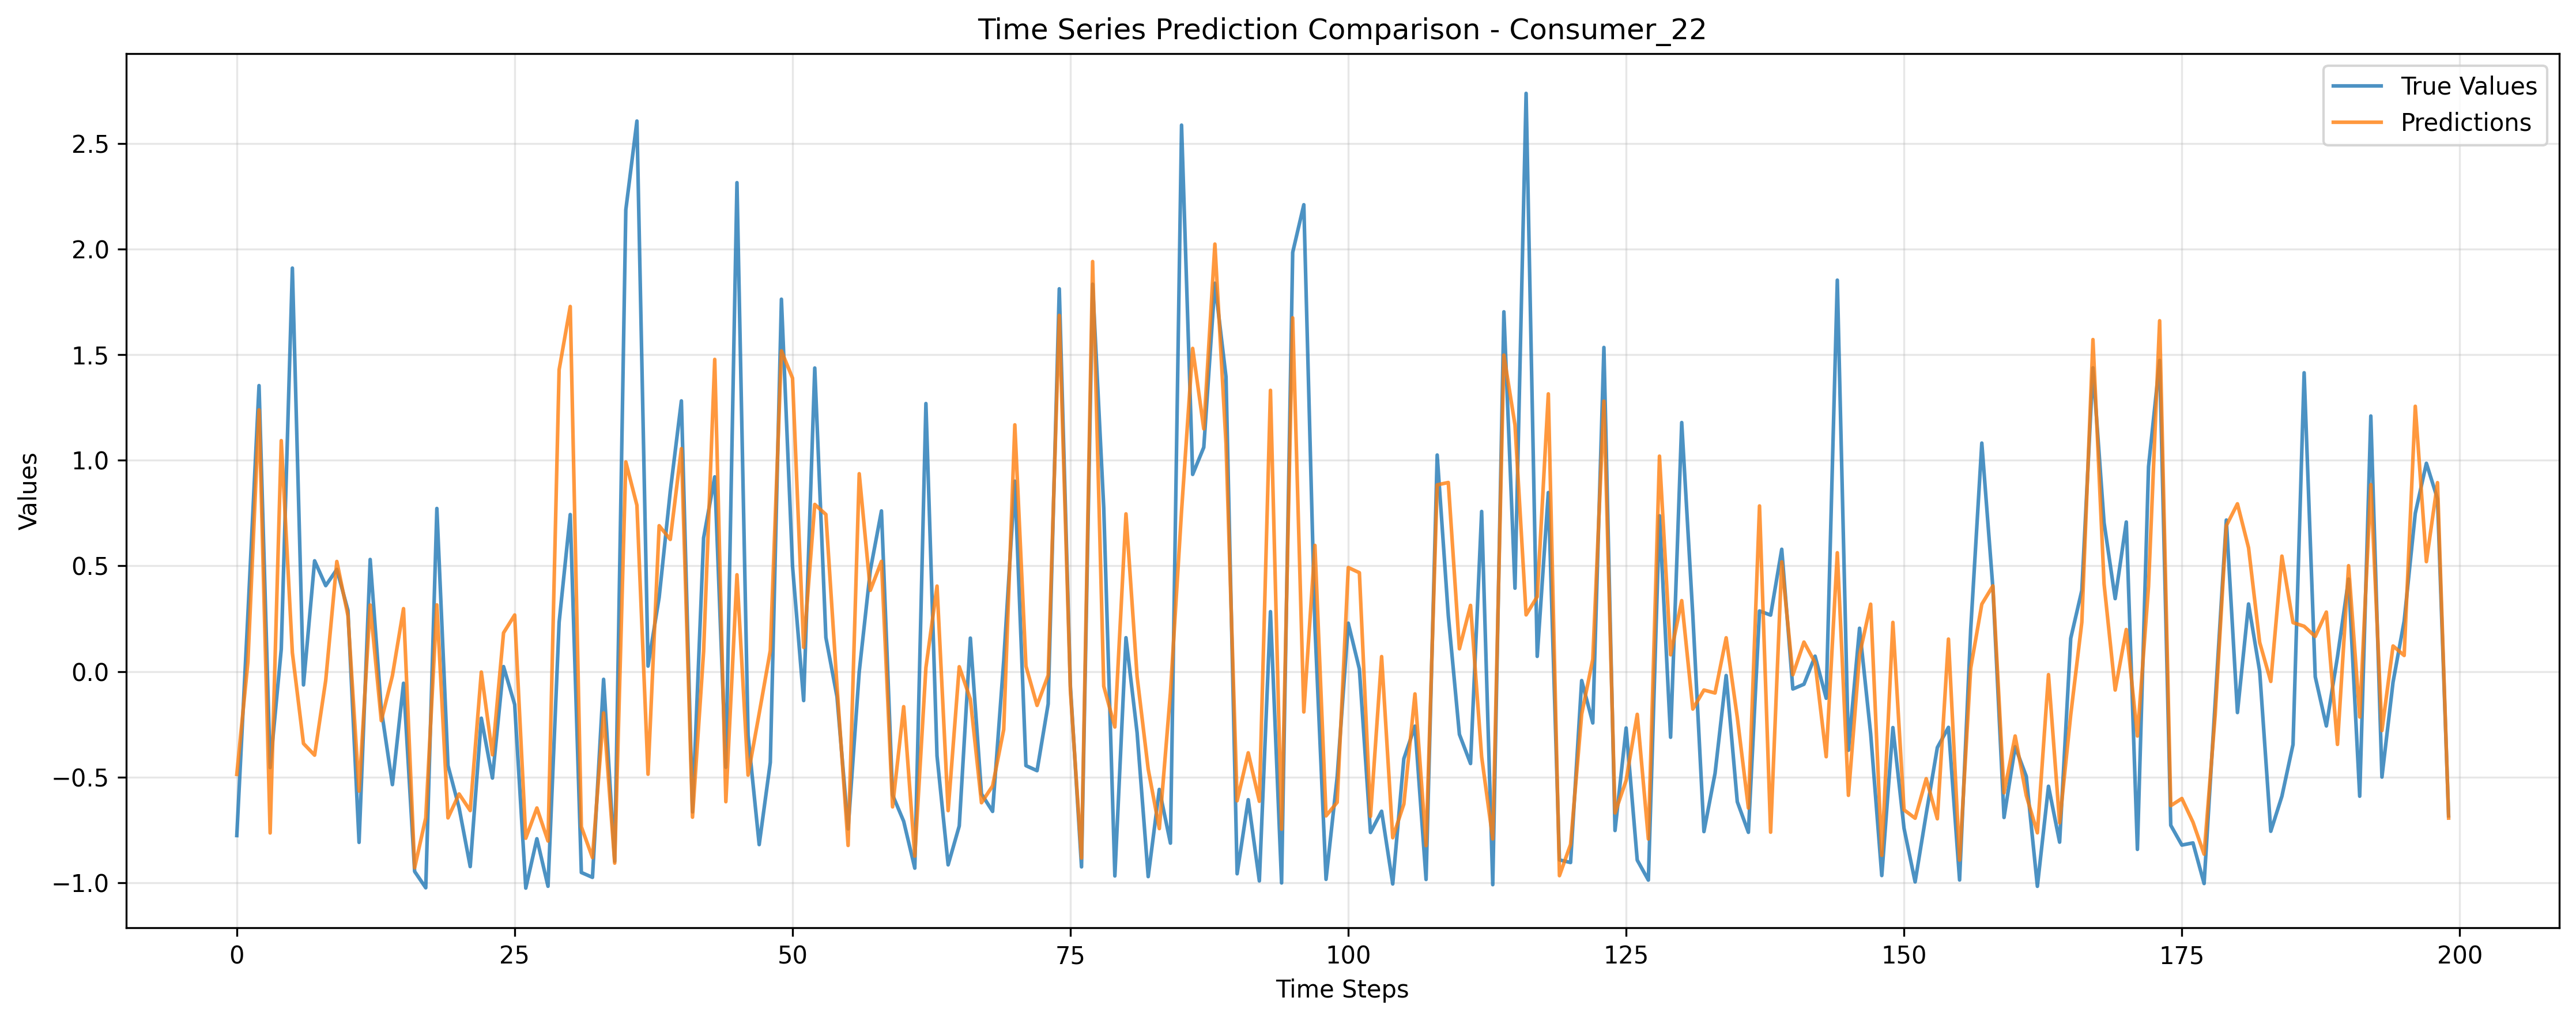 Time Series Prediction Comparison - Consumer_22
True Values
Predictions
Values
2.5
2.0
1.5
1.0
0.5
0.0
−0.5
−1.0
0 25 50 75 100 125 150 175 200
Time Steps